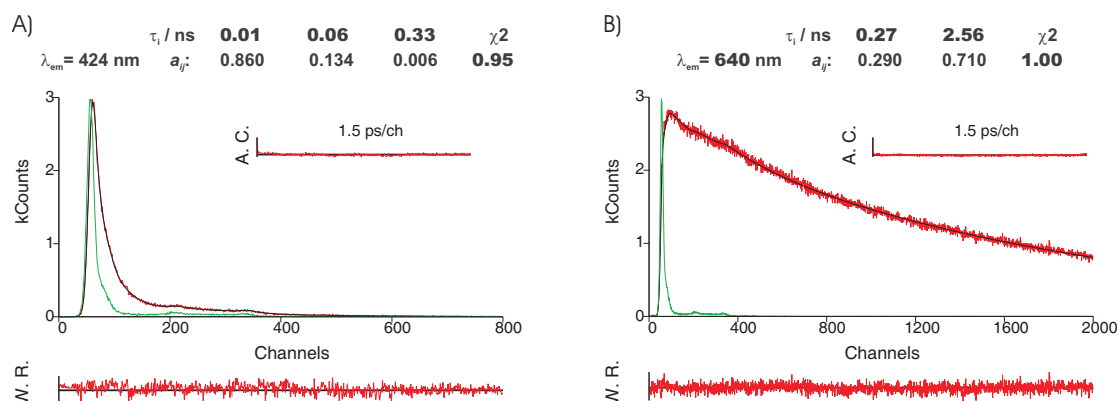 A)
τi / ns 0.01 0.06 0.33 χ2
λem= 424 nm aij: 0.860 0.134 0.006 0.95
3
2
1
0
kCounts
A. C.
1.5 ps/ch
0 200 400 600 800
Channels
W. R.
B)
τi / ns 0.27 2.56 χ2
λem= 640 nm aij: 0.290 0.710 1.00
3
2
1
0
kCounts
A. C.
1.5 ps/ch
0 400 800 1200 1600 2000
Channels
W. R.